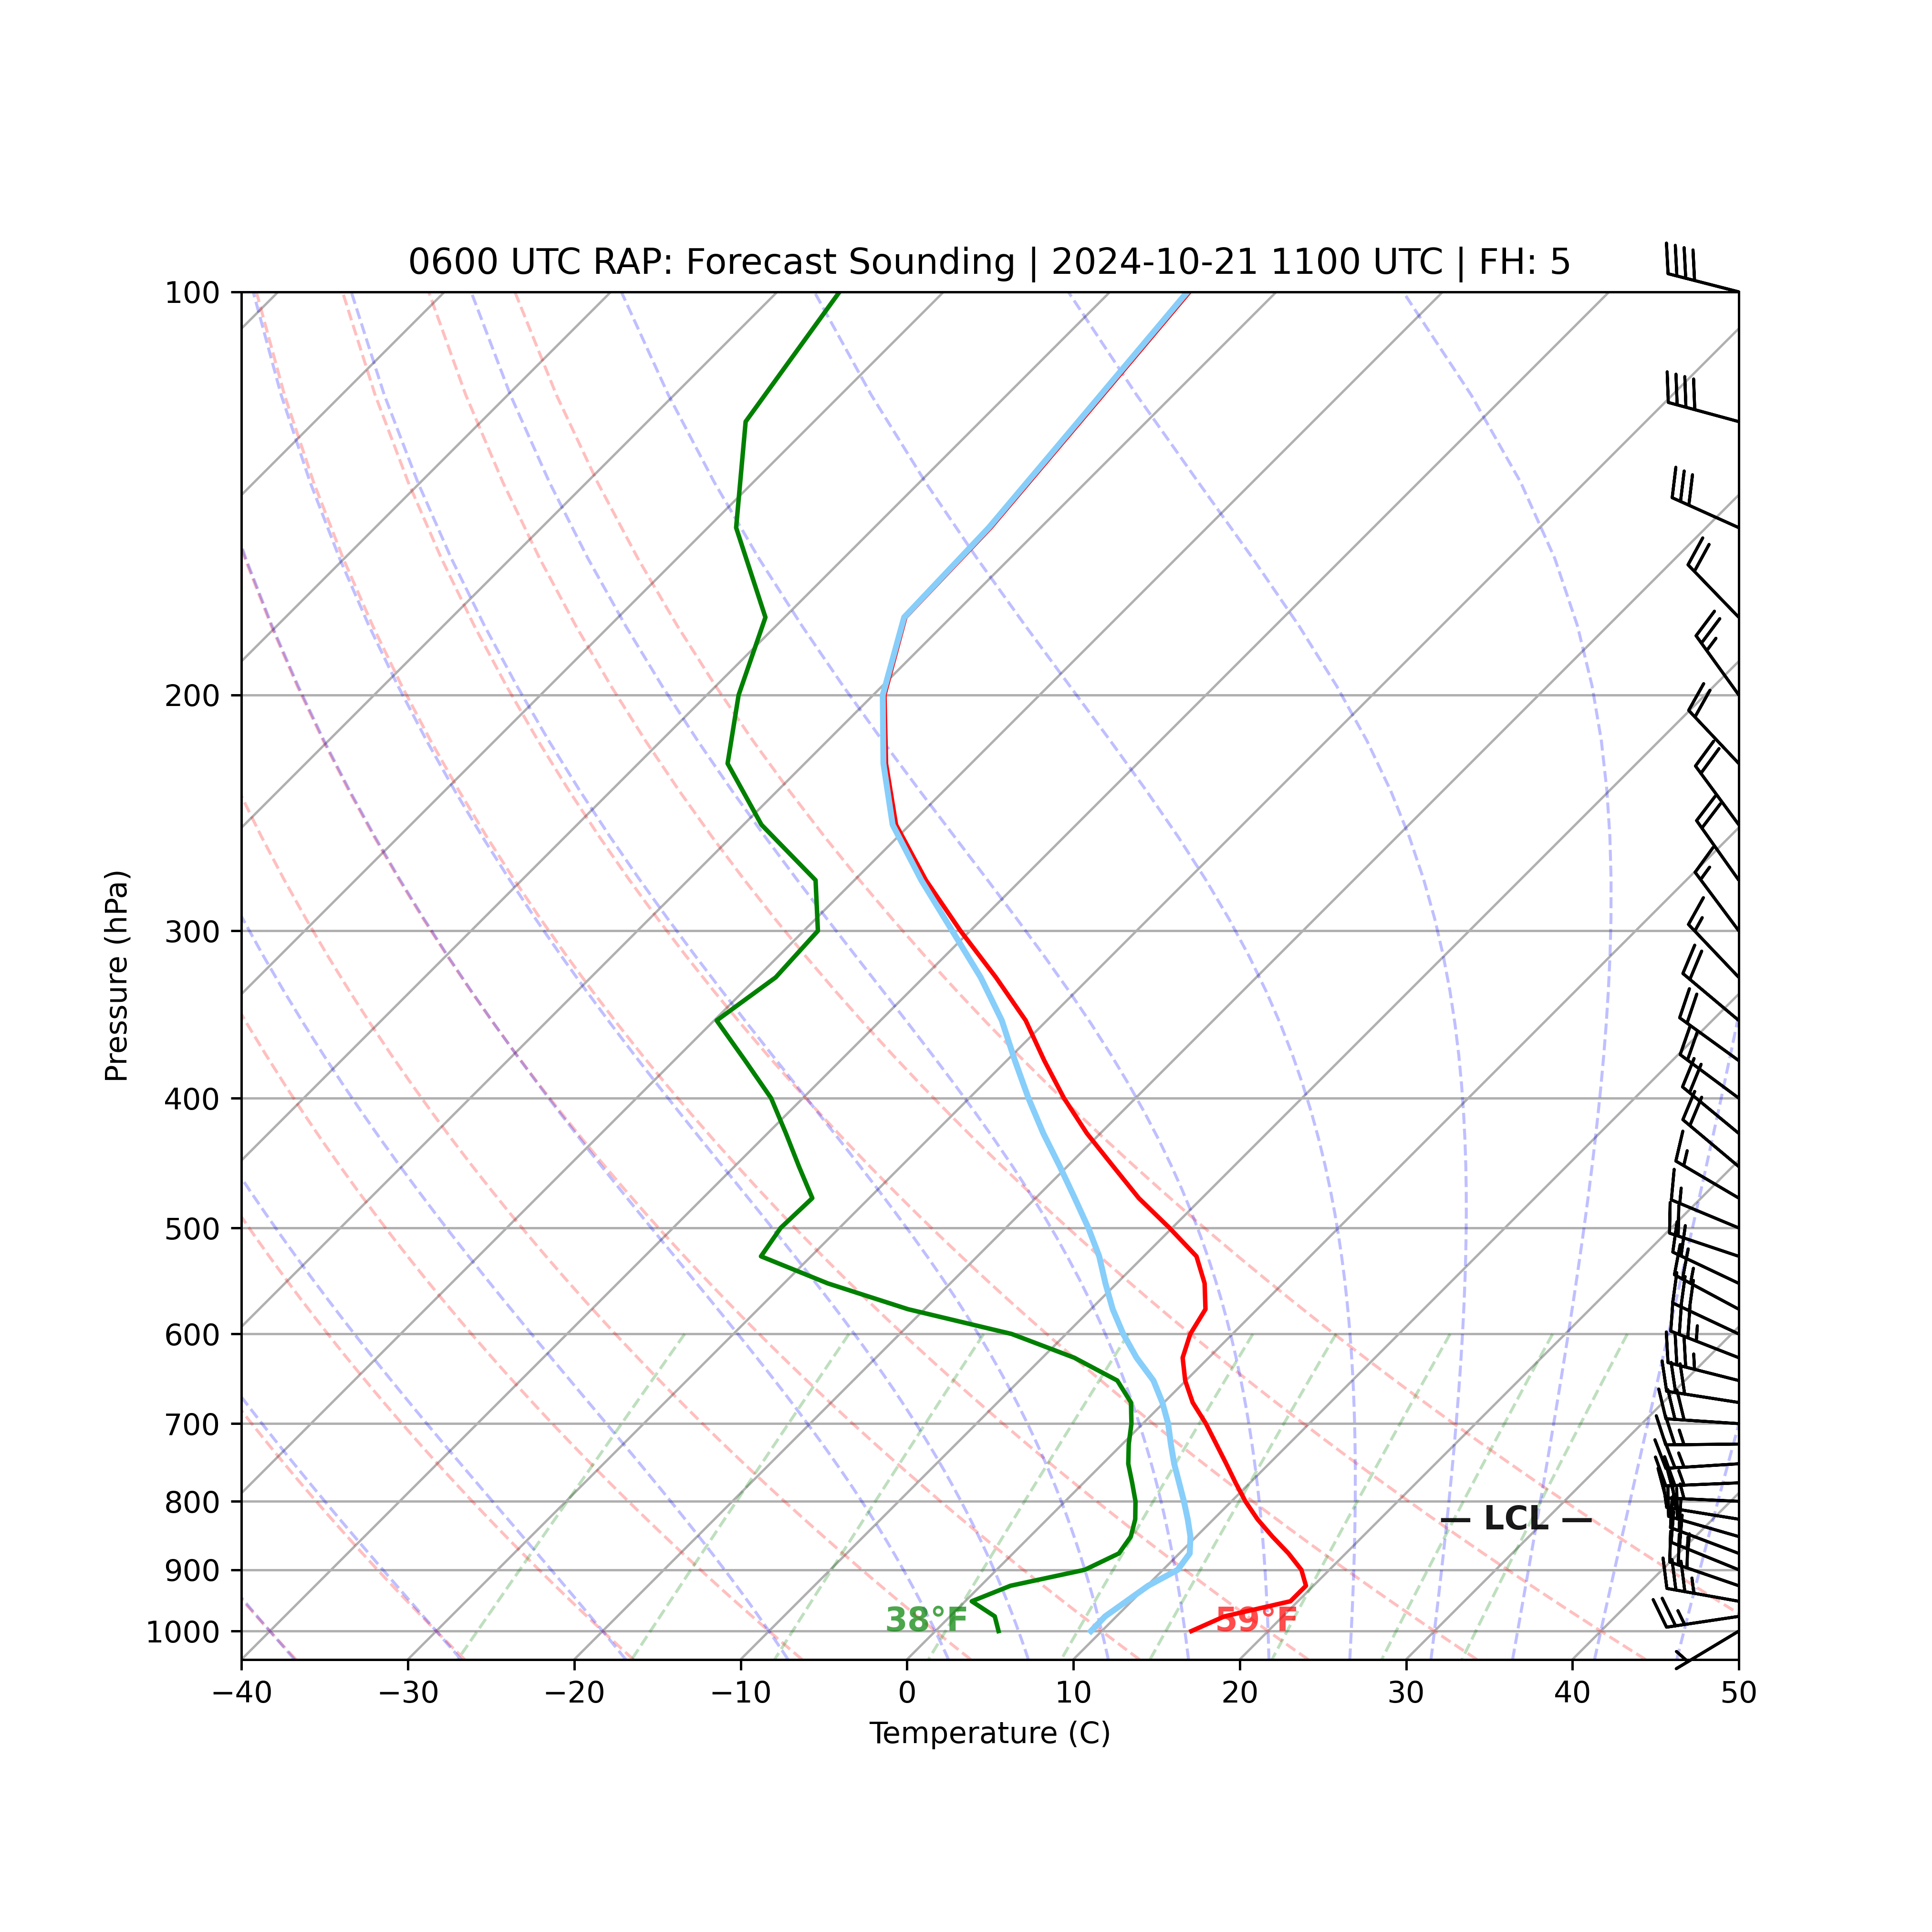 0600 UTC RAP: Forecast Sounding | 2024-10-21 1100 UTC | FH: 5
100
200
300
400
500
600
700
800
900
1000
Pressure (hPa)
— LCL —
38°F
59°F
−40 −30 −20 −10 0 10 20 30 40 50
Temperature (C)